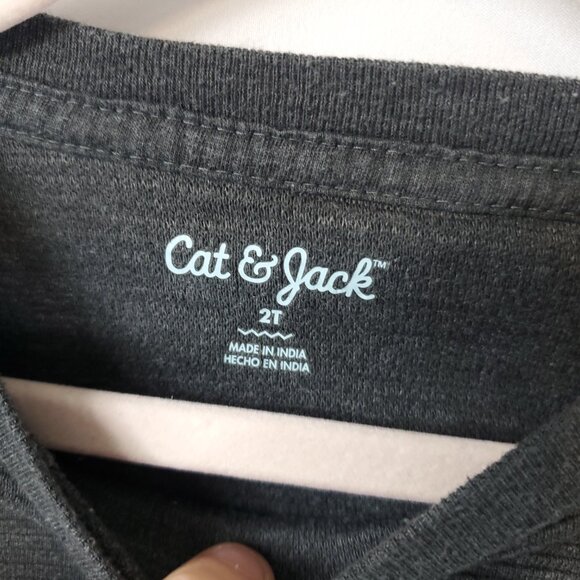 Cat & Jack™
2T
MADE IN INDIA
HECHO EN INDIA